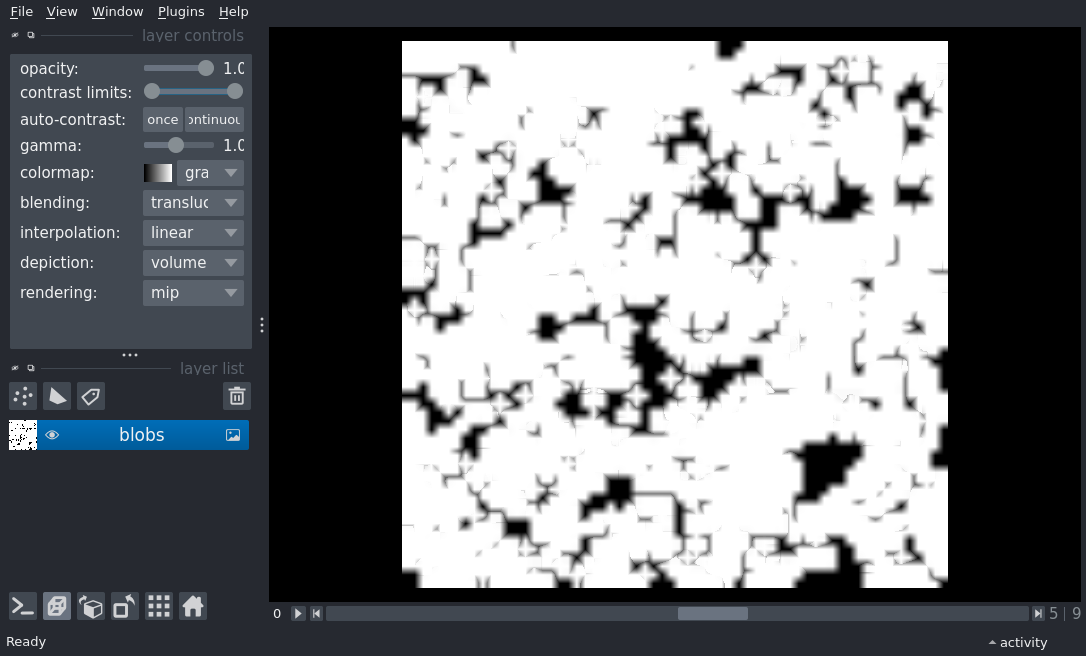 File View Window Plugins Help
layer controls
opacity: 1.0
contrast limits:
auto-contrast: once ontinuou
gamma: 1.0
colormap: gra
blending: transluc
interpolation: linear
depiction: volume
rendering: mip
layer list
blobs
0 5 | 9
Ready activity